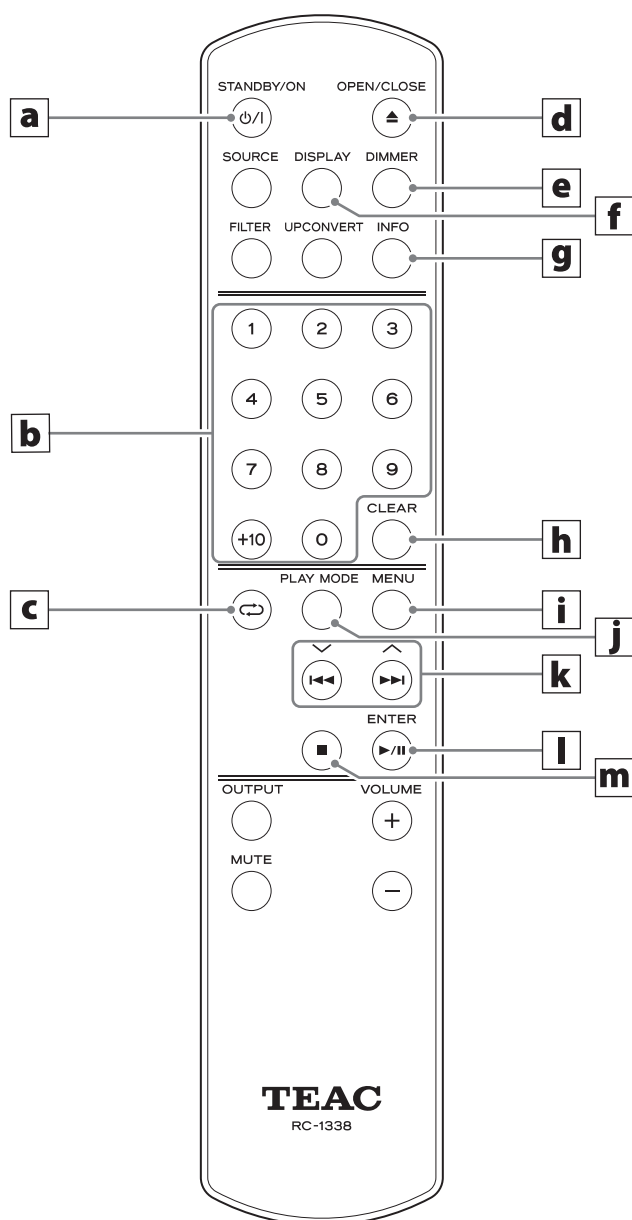 STANDBY/ON OPEN/CLOSE
a ⏻/I ⏏ d
SOURCE DISPLAY DIMMER
e
f
FILTER UPCONVERT INFO
g
1 2 3
4 5 6
b
7 8 9
CLEAR
+10 0 h
PLAY MODE MENU
c i
j
k
ENTER
▶/II l
m
OUTPUT VOLUME
+
MUTE
−
TEAC
RC-1338